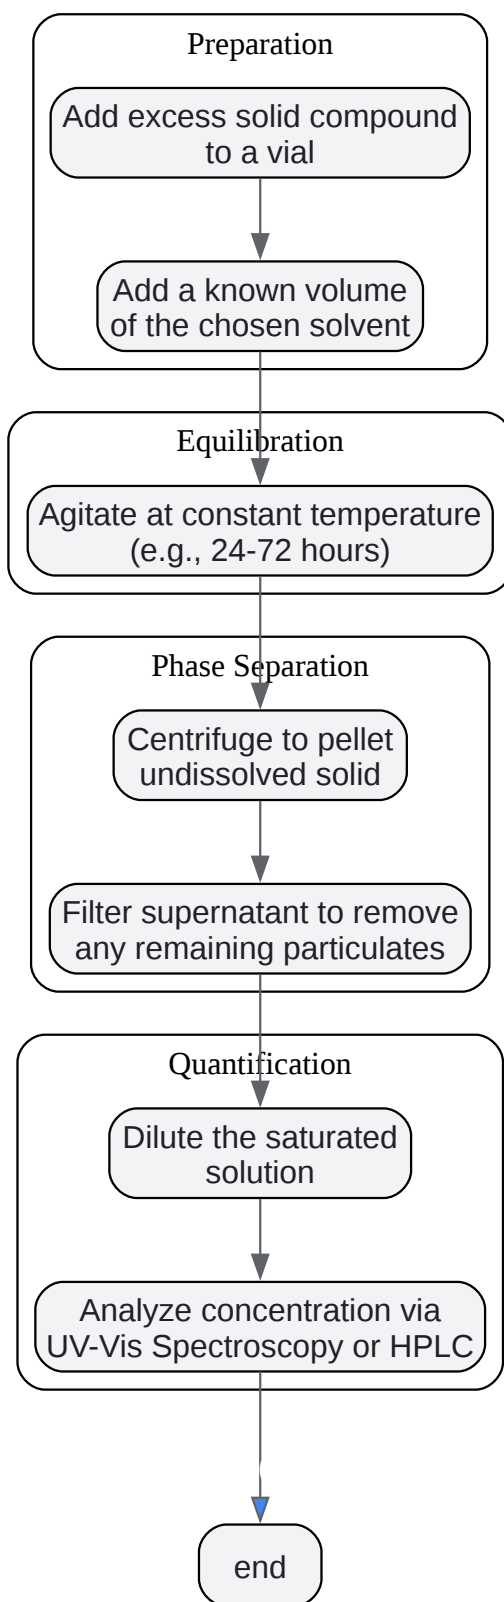 Preparation
Add excess solid compound
to a vial
Add a known volume
of the chosen solvent
Equilibration
Agitate at constant temperature
(e.g., 24-72 hours)
Phase Separation
Centrifuge to pellet
undissolved solid
Filter supernatant to remove
any remaining particulates
Quantification
Dilute the saturated
solution
Analyze concentration via
UV-Vis Spectroscopy or HPLC
end